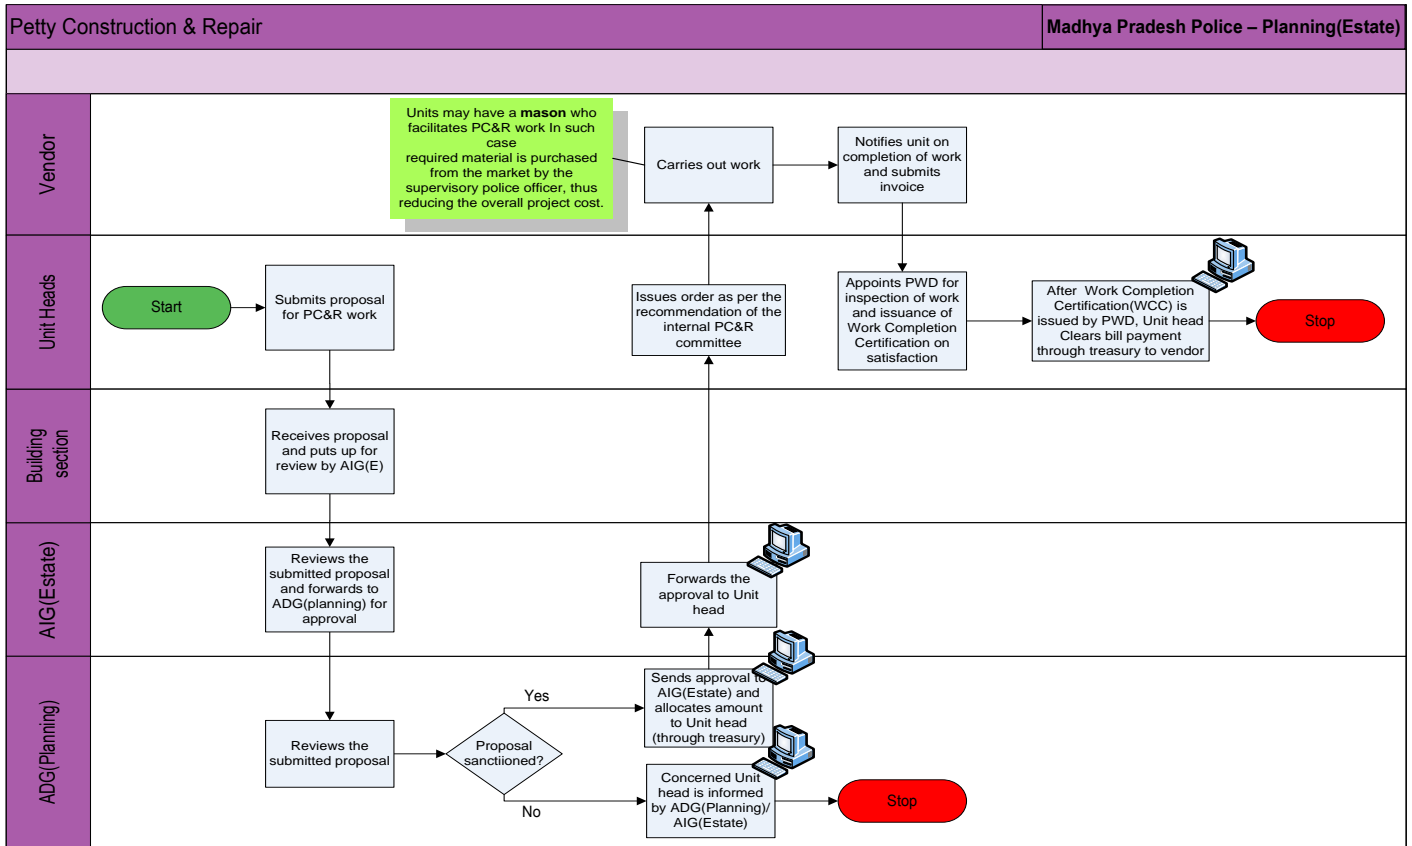 Petty Construction & Repair
Madhya Pradesh Police – Planning(Estate)
Vendor
Units may have a mason who
facilitates PC&R work In such
case
required material is purchased
from the market by the
supervisory police officer, thus
reducing the overall project cost.
Carries out work
Notifies unit on
completion of work
and submits
invoice
Unit Heads
Start
Submits proposal
for PC&R work
Issues order as per the
recommendation of the
internal PC&R
committee
Appoints PWD for
inspection of work
and issuance of
Work Completion
Certification on
satisfaction
After Work Completion
Certification(WCC) is
issued by PWD, Unit head
Clears bill payment
through treasury to vendor
Stop
Building
section
Receives proposal
and puts up for
review by AIG(E)
AIG(Estate)
Reviews the
submitted proposal
and forwards to
ADG(planning) for
approval
Forwards the
approval to Unit
head
ADG(Planning)
Reviews the
submitted proposal
Proposal
sanctiioned?
Yes
Sends approval to
AIG(Estate) and
allocates amount
to Unit head
(through treasury)
No
Concerned Unit
head is informed
by ADG(Planning)/
AIG(Estate)
Stop